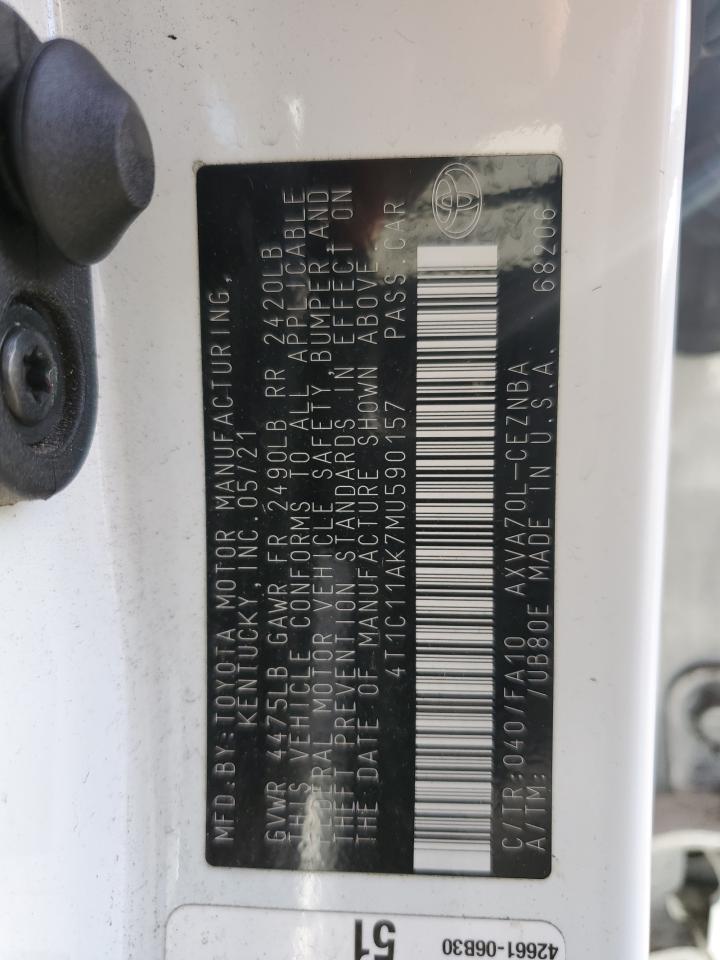 MFD.BY:TOYOTA MOTOR MANUFACTURING,
KENTUCKY, INC.05/21
GVWR 4475LB GAWR FR 2490LB RR 2420LB
THIS VEHICLE CONFORMS TO ALL APPLICABLE
FEDERAL MOTOR VEHICLE SAFETY,BUMPER,AND
THEFT PREVENTION STANDARDS IN EFFECT ON
THE DATE OF MANUFACTURE SHOWN ABOVE.
4T1C11AK7MU590157 PASS.CAR
C/TR:040/FA10 AXVA70L-CEZNBA
A/TM: /UB80E MADE IN U.S.A. 68206
51
42661-06B30